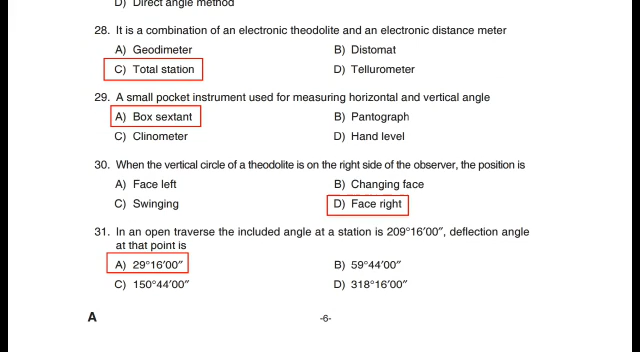 D) Direct angle method
28. It is a combination of an electronic theodolite and an electronic distance meter
A) Geodimeter B) Distomat
C) Total station D) Tellurometer
29. A small pocket instrument used for measuring horizontal and vertical angle
A) Box sextant B) Pantograph
C) Clinometer D) Hand level
30. When the vertical circle of a theodolite is on the right side of the observer, the position is
A) Face left B) Changing face
C) Swinging D) Face right
31. In an open traverse the included angle at a station is 209°16′00″, deflection angle
at that point is
A) 29°16′00″ B) 59°44′00″
C) 150°44′00″ D) 318°16′00″
A -6-